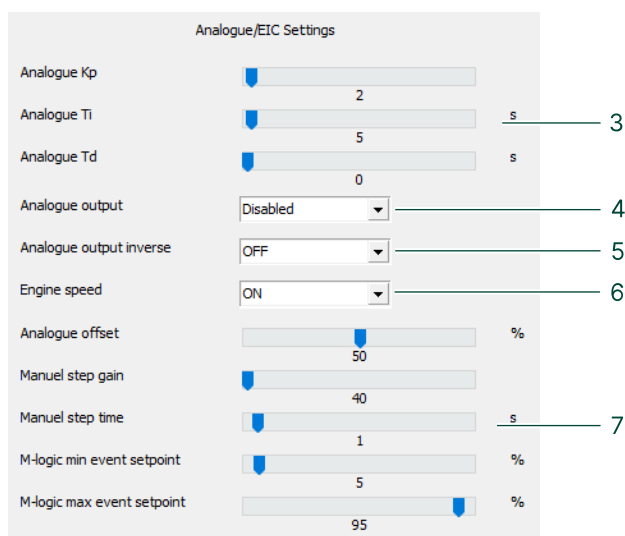 Analogue/EIC Settings
Analogue Kp
2
Analogue Ti s 3
5
Analogue Td s
0
Analogue output Disabled 4
Analogue output inverse OFF 5
Engine speed ON 6
Analogue offset %
50
Manuel step gain
40
Manuel step time s 7
1
M-logic min event setpoint %
5
M-logic max event setpoint %
95